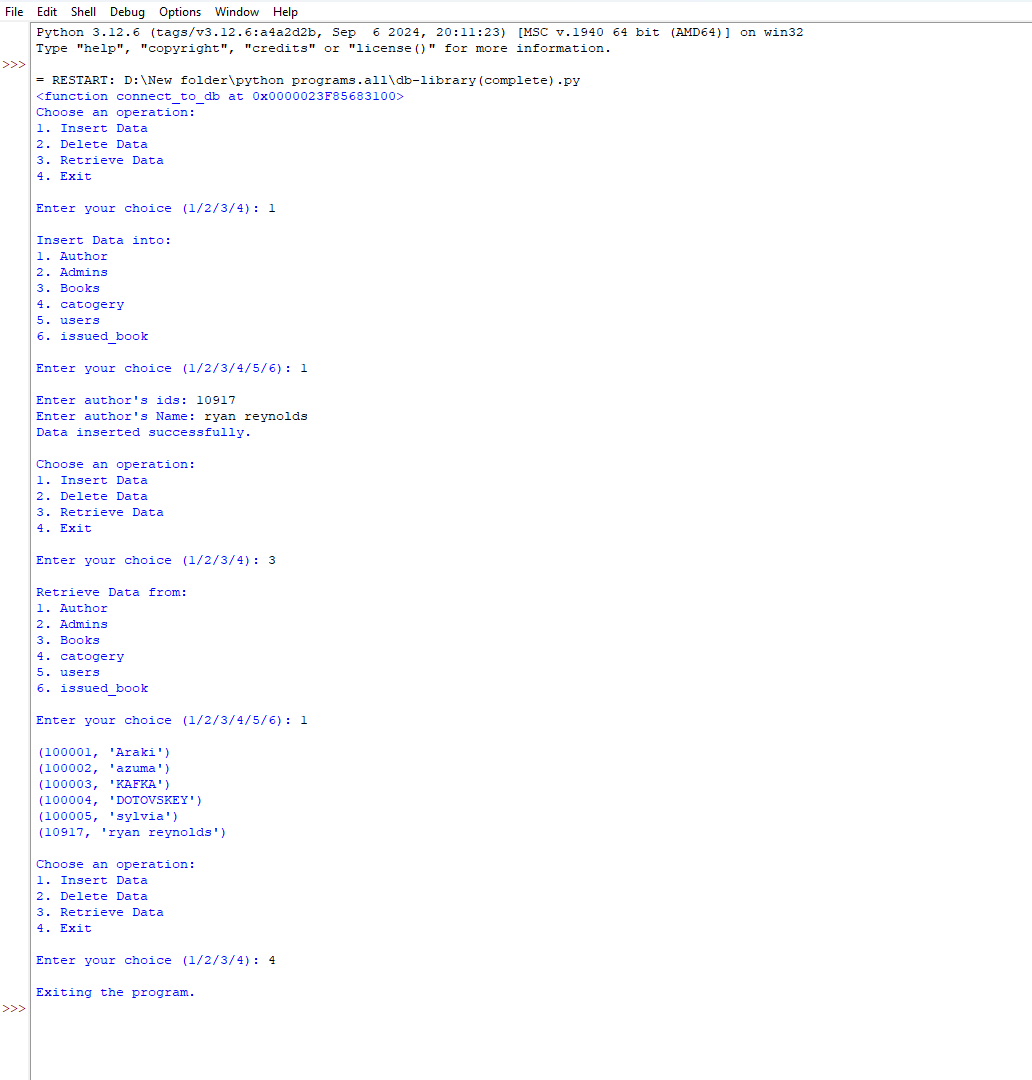 File Edit Shell Debug Options Window Help
Python 3.12.6 (tags/v3.12.6:a4a2d2b, Sep  6 2024, 20:11:23) [MSC v.1940 64 bit (AMD64)] on win32
Type "help", "copyright", "credits" or "license()" for more information.
>>>
= RESTART: D:\New folder\python programs.all\db-library(complete).py
<function connect_to_db at 0x0000023F85683100>
Choose an operation:
1. Insert Data
2. Delete Data
3. Retrieve Data
4. Exit
Enter your choice (1/2/3/4): 1
Insert Data into:
1. Author
2. Admins
3. Books
4. catogery
5. users
6. issued_book
Enter your choice (1/2/3/4/5/6): 1
Enter author's ids: 10917
Enter author's Name: ryan reynolds
Data inserted successfully.
Choose an operation:
1. Insert Data
2. Delete Data
3. Retrieve Data
4. Exit
Enter your choice (1/2/3/4): 3
Retrieve Data from:
1. Author
2. Admins
3. Books
4. catogery
5. users
6. issued_book
Enter your choice (1/2/3/4/5/6): 1
(100001, 'Araki')
(100002, 'azuma')
(100003, 'KAFKA')
(100004, 'DOTOVSKEY')
(100005, 'sylvia')
(10917, 'ryan reynolds')
Choose an operation:
1. Insert Data
2. Delete Data
3. Retrieve Data
4. Exit
Enter your choice (1/2/3/4): 4
Exiting the program.
>>>